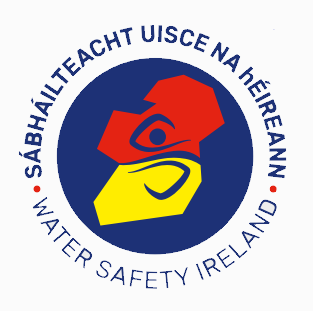 SÁBHÁILTEACHT UISCE NA hÉIREANN
WATER SAFETY IRELAND